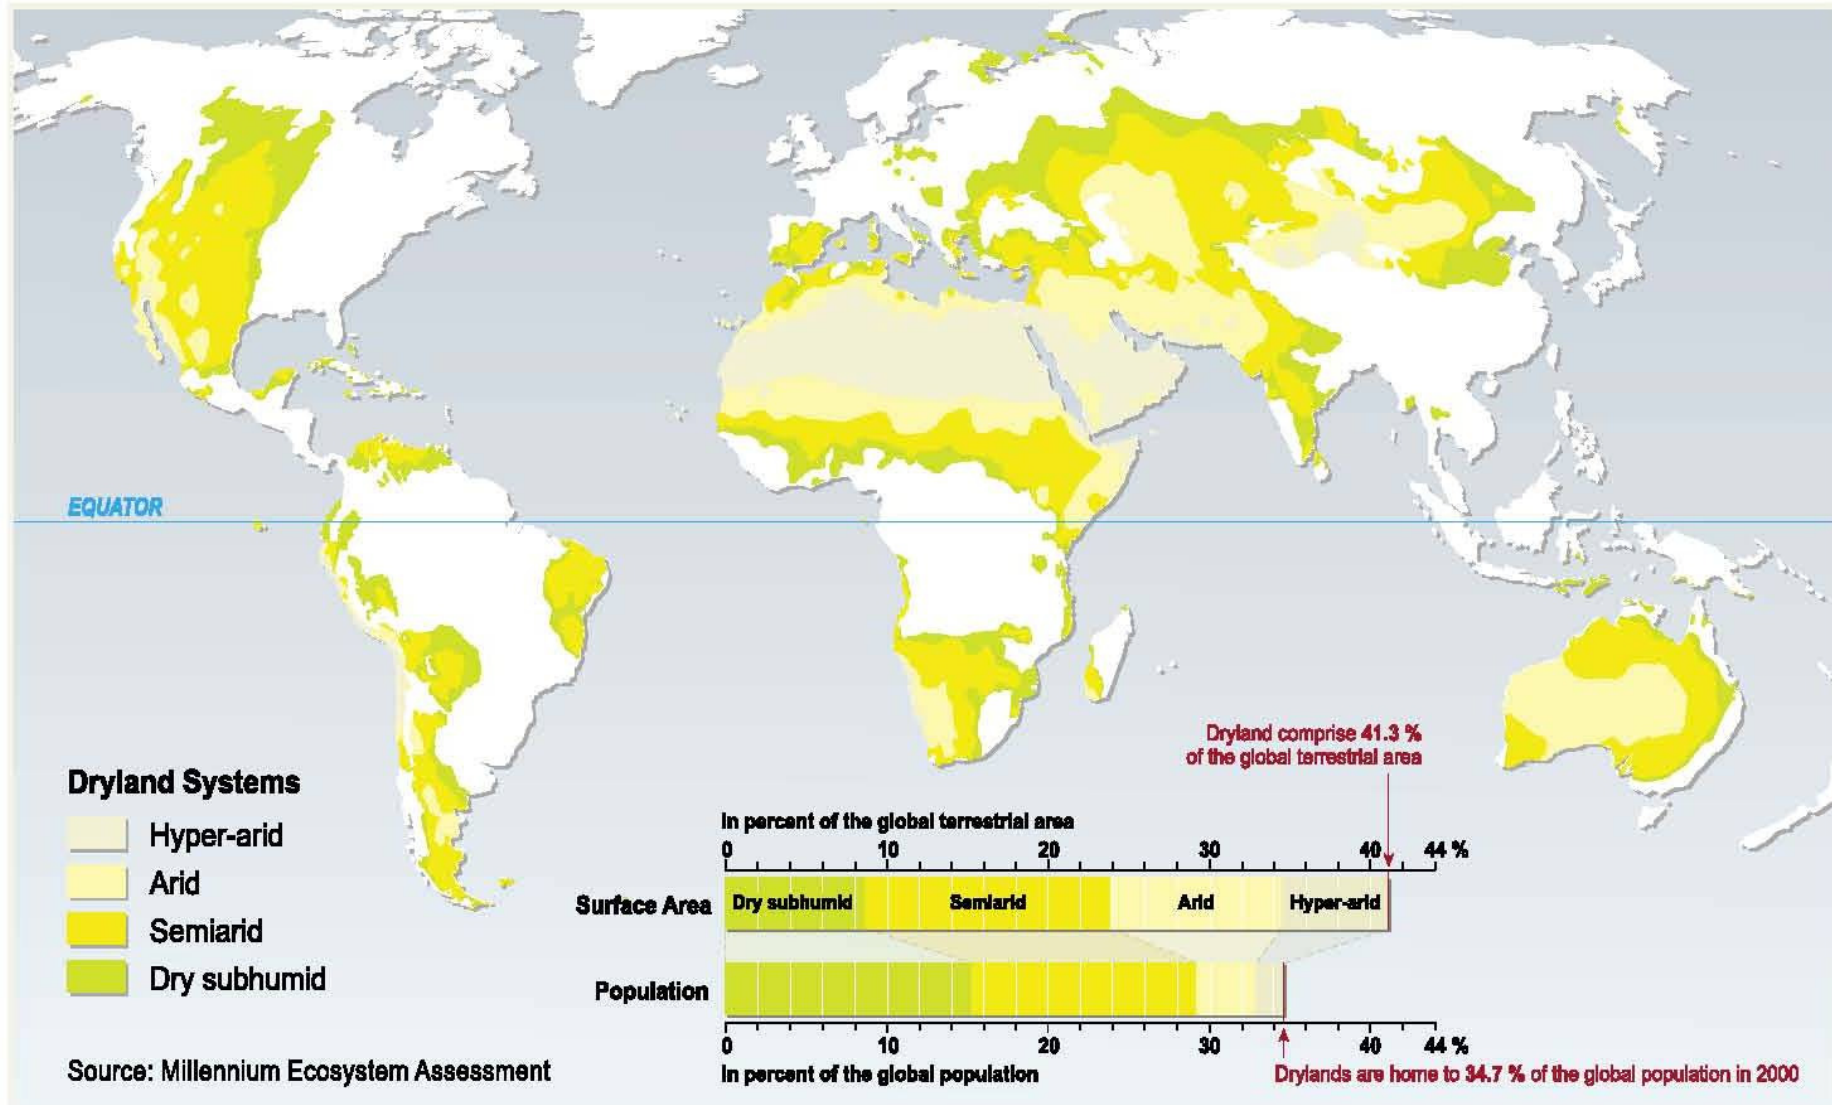 EQUATOR
Dryland comprise 41.3 %
of the global terrestrial area
Dryland Systems
Hyper-arid
Arid
Semiarid
Dry subhumid
In percent of the global terrestrial area
0 10 20 30 40 44 %
Surface Area Dry subhumid Semiarid Arid Hyper-arid
Population
0 10 20 30 40 44 %
In percent of the global population
Drylands are home to 34.7 % of the global population in 2000
Source: Millennium Ecosystem Assessment